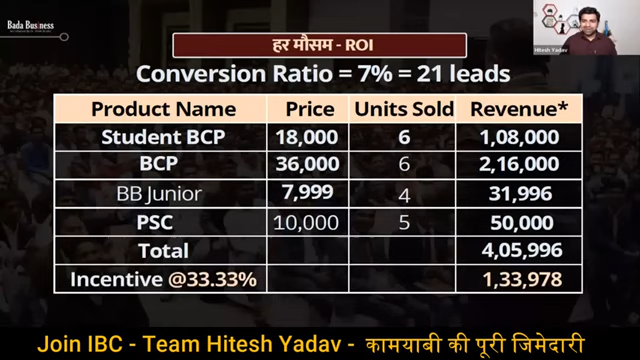 Bada Business
हर मौसम - ROI
Hitesh Yadav
Conversion Ratio = 7% = 21 leads
Product Name Price Units Sold Revenue*
Student BCP 18,000 6 1,08,000
BCP 36,000 6 2,16,000
BB Junior 7,999 4 31,996
PSC 10,000 5 50,000
Total 4,05,996
Incentive @33.33% 1,33,978
Join IBC - Team Hitesh Yadav - कामयाबी की पूरी जिमेदारी